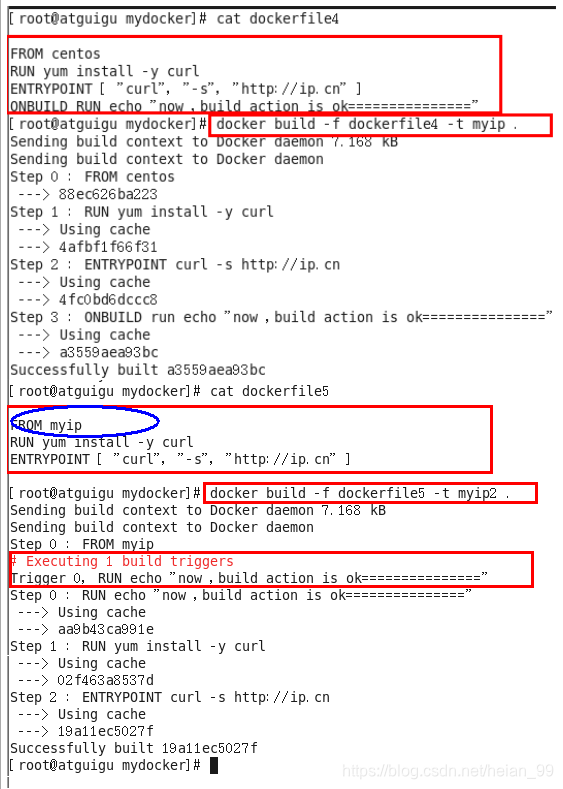 [root@atguigu mydocker]# cat dockerfile4
FROM centos
RUN yum install -y curl
ENTRYPOINT [ "curl", "-s", "http://ip.cn" ]
ONBUILD RUN echo "now ,build action is ok==============="
[root@atguigu mydocker]# docker build -f dockerfile4 -t myip .
Sending build context to Docker daemon 7.168 kB
Sending build context to Docker daemon
Step 0 : FROM centos
---> 88ec626ba223
Step 1 : RUN yum install -y curl
---> Using cache
---> 4afbf1f66f31
Step 2 : ENTRYPOINT curl -s http://ip.cn
---> Using cache
---> 4fc0bd6dccc8
Step 3 : ONBUILD run echo "now ,build action is ok==============="
---> Using cache
---> a3559aea93bc
Successfully built a3559aea93bc
[root@atguigu mydocker]# cat dockerfile5
FROM myip
RUN yum install -y curl
ENTRYPOINT [ "curl", "-s", "http://ip.cn" ]
[root@atguigu mydocker]# docker build -f dockerfile5 -t myip2 .
Sending build context to Docker daemon 7.168 kB
Sending build context to Docker daemon
Step 0 : FROM myip
# Executing 1 build triggers
Trigger 0, RUN echo "now ,build action is ok==============="
Step 0 : RUN echo "now ,build action is ok==============="
---> Using cache
---> aa9b43ca991e
Step 1 : RUN yum install -y curl
---> Using cache
---> 02f463a8537d
Step 2 : ENTRYPOINT curl -s http://ip.cn
---> Using cache
---> 19a11ec5027f
Successfully built 19a11ec5027f
[root@atguigu mydocker]#
https://blog.csdn.net/heian_99